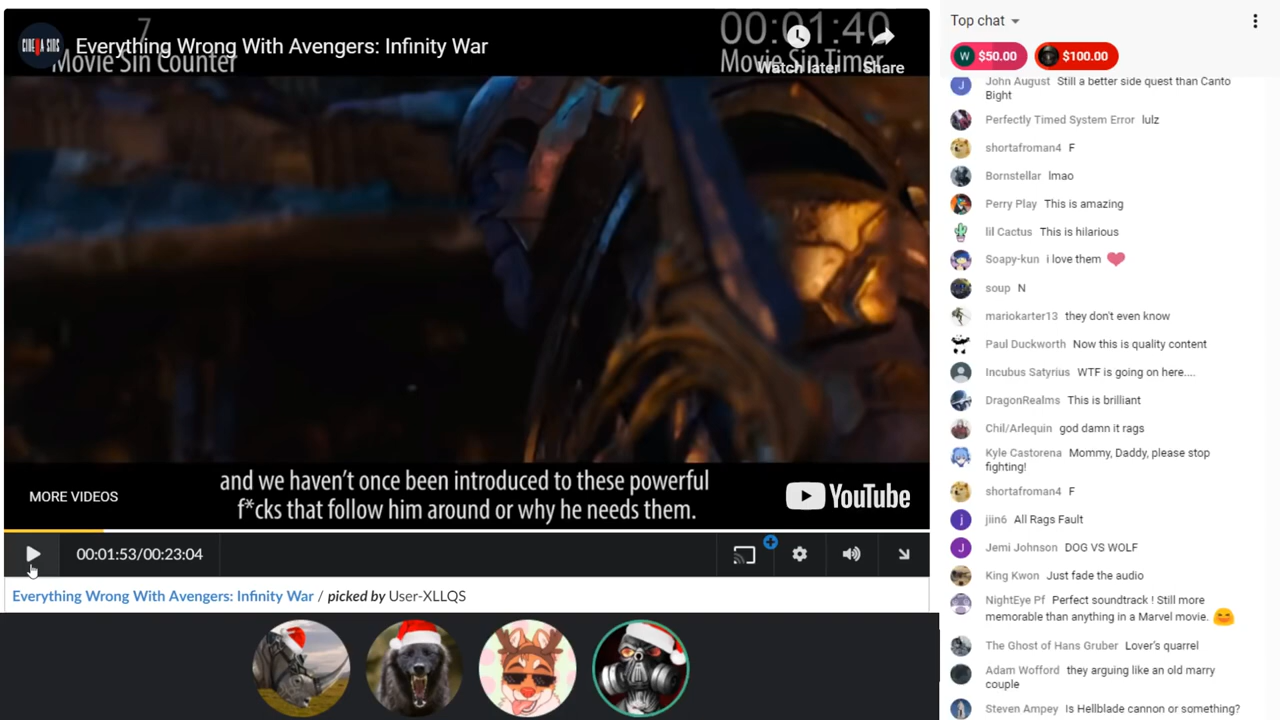 7
Movie Sin Counter
CINEMA SINS
Everything Wrong With Avengers: Infinity War
00:01:40
Movie Sin Timer
Watch later
Share
and we haven't once been introduced to these powerful
f*cks that follow him around or why he needs them.
MORE VIDEOS
YouTube
00:01:53/00:23:04
Everything Wrong With Avengers: Infinity War / picked by User-XLLQS
Top chat
W $50.00
$100.00
J John August Still a better side quest than Canto
Bight
Perfectly Timed System Error lulz
shortafroman4 F
Bornstellar lmao
Perry Play This is amazing
lil Cactus This is hilarious
Soapy-kun i love them ❤
soup N
mariokarter13 they don't even know
Paul Duckworth Now this is quality content
Incubus Satyrius WTF is going on here....
DragonRealms This is brilliant
Chil/Arlequin god damn it rags
Kyle Castorena Mommy, Daddy, please stop
fighting!
shortafroman4 F
j jiin6 All Rags Fault
J Jemi Johnson DOG VS WOLF
King Kwon Just fade the audio
NightEye Pf Perfect soundtrack ! Still more
memorable than anything in a Marvel movie. 😊
The Ghost of Hans Gruber Lover's quarrel
Adam Wofford they arguing like an old marry
couple
Steven Ampey Is Hellblade cannon or something?